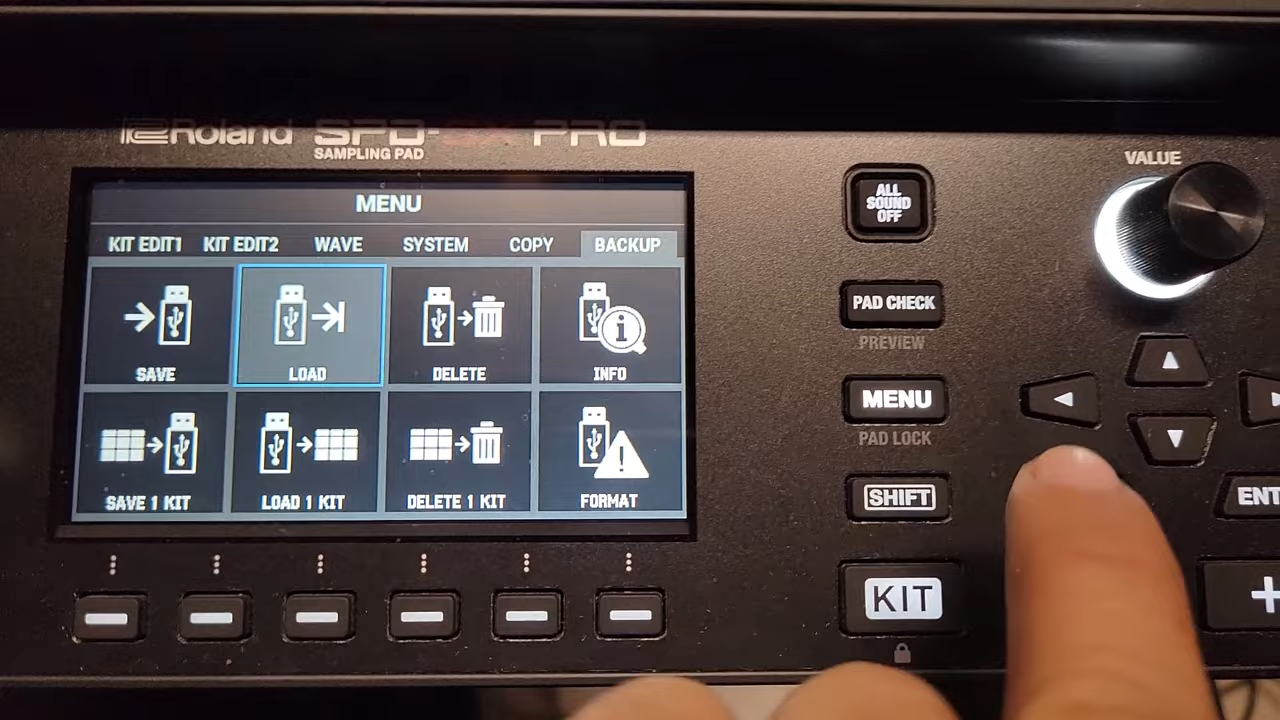 Roland SPD-SX PRO
SAMPLING PAD
VALUE
MENU
KIT EDIT1 KIT EDIT2 WAVE SYSTEM COPY BACKUP
SAVE LOAD DELETE INFO
SAVE 1 KIT LOAD 1 KIT DELETE 1 KIT FORMAT
ALL
SOUND
OFF
PAD CHECK
PREVIEW
MENU
PAD LOCK
SHIFT
ENT
KIT
+